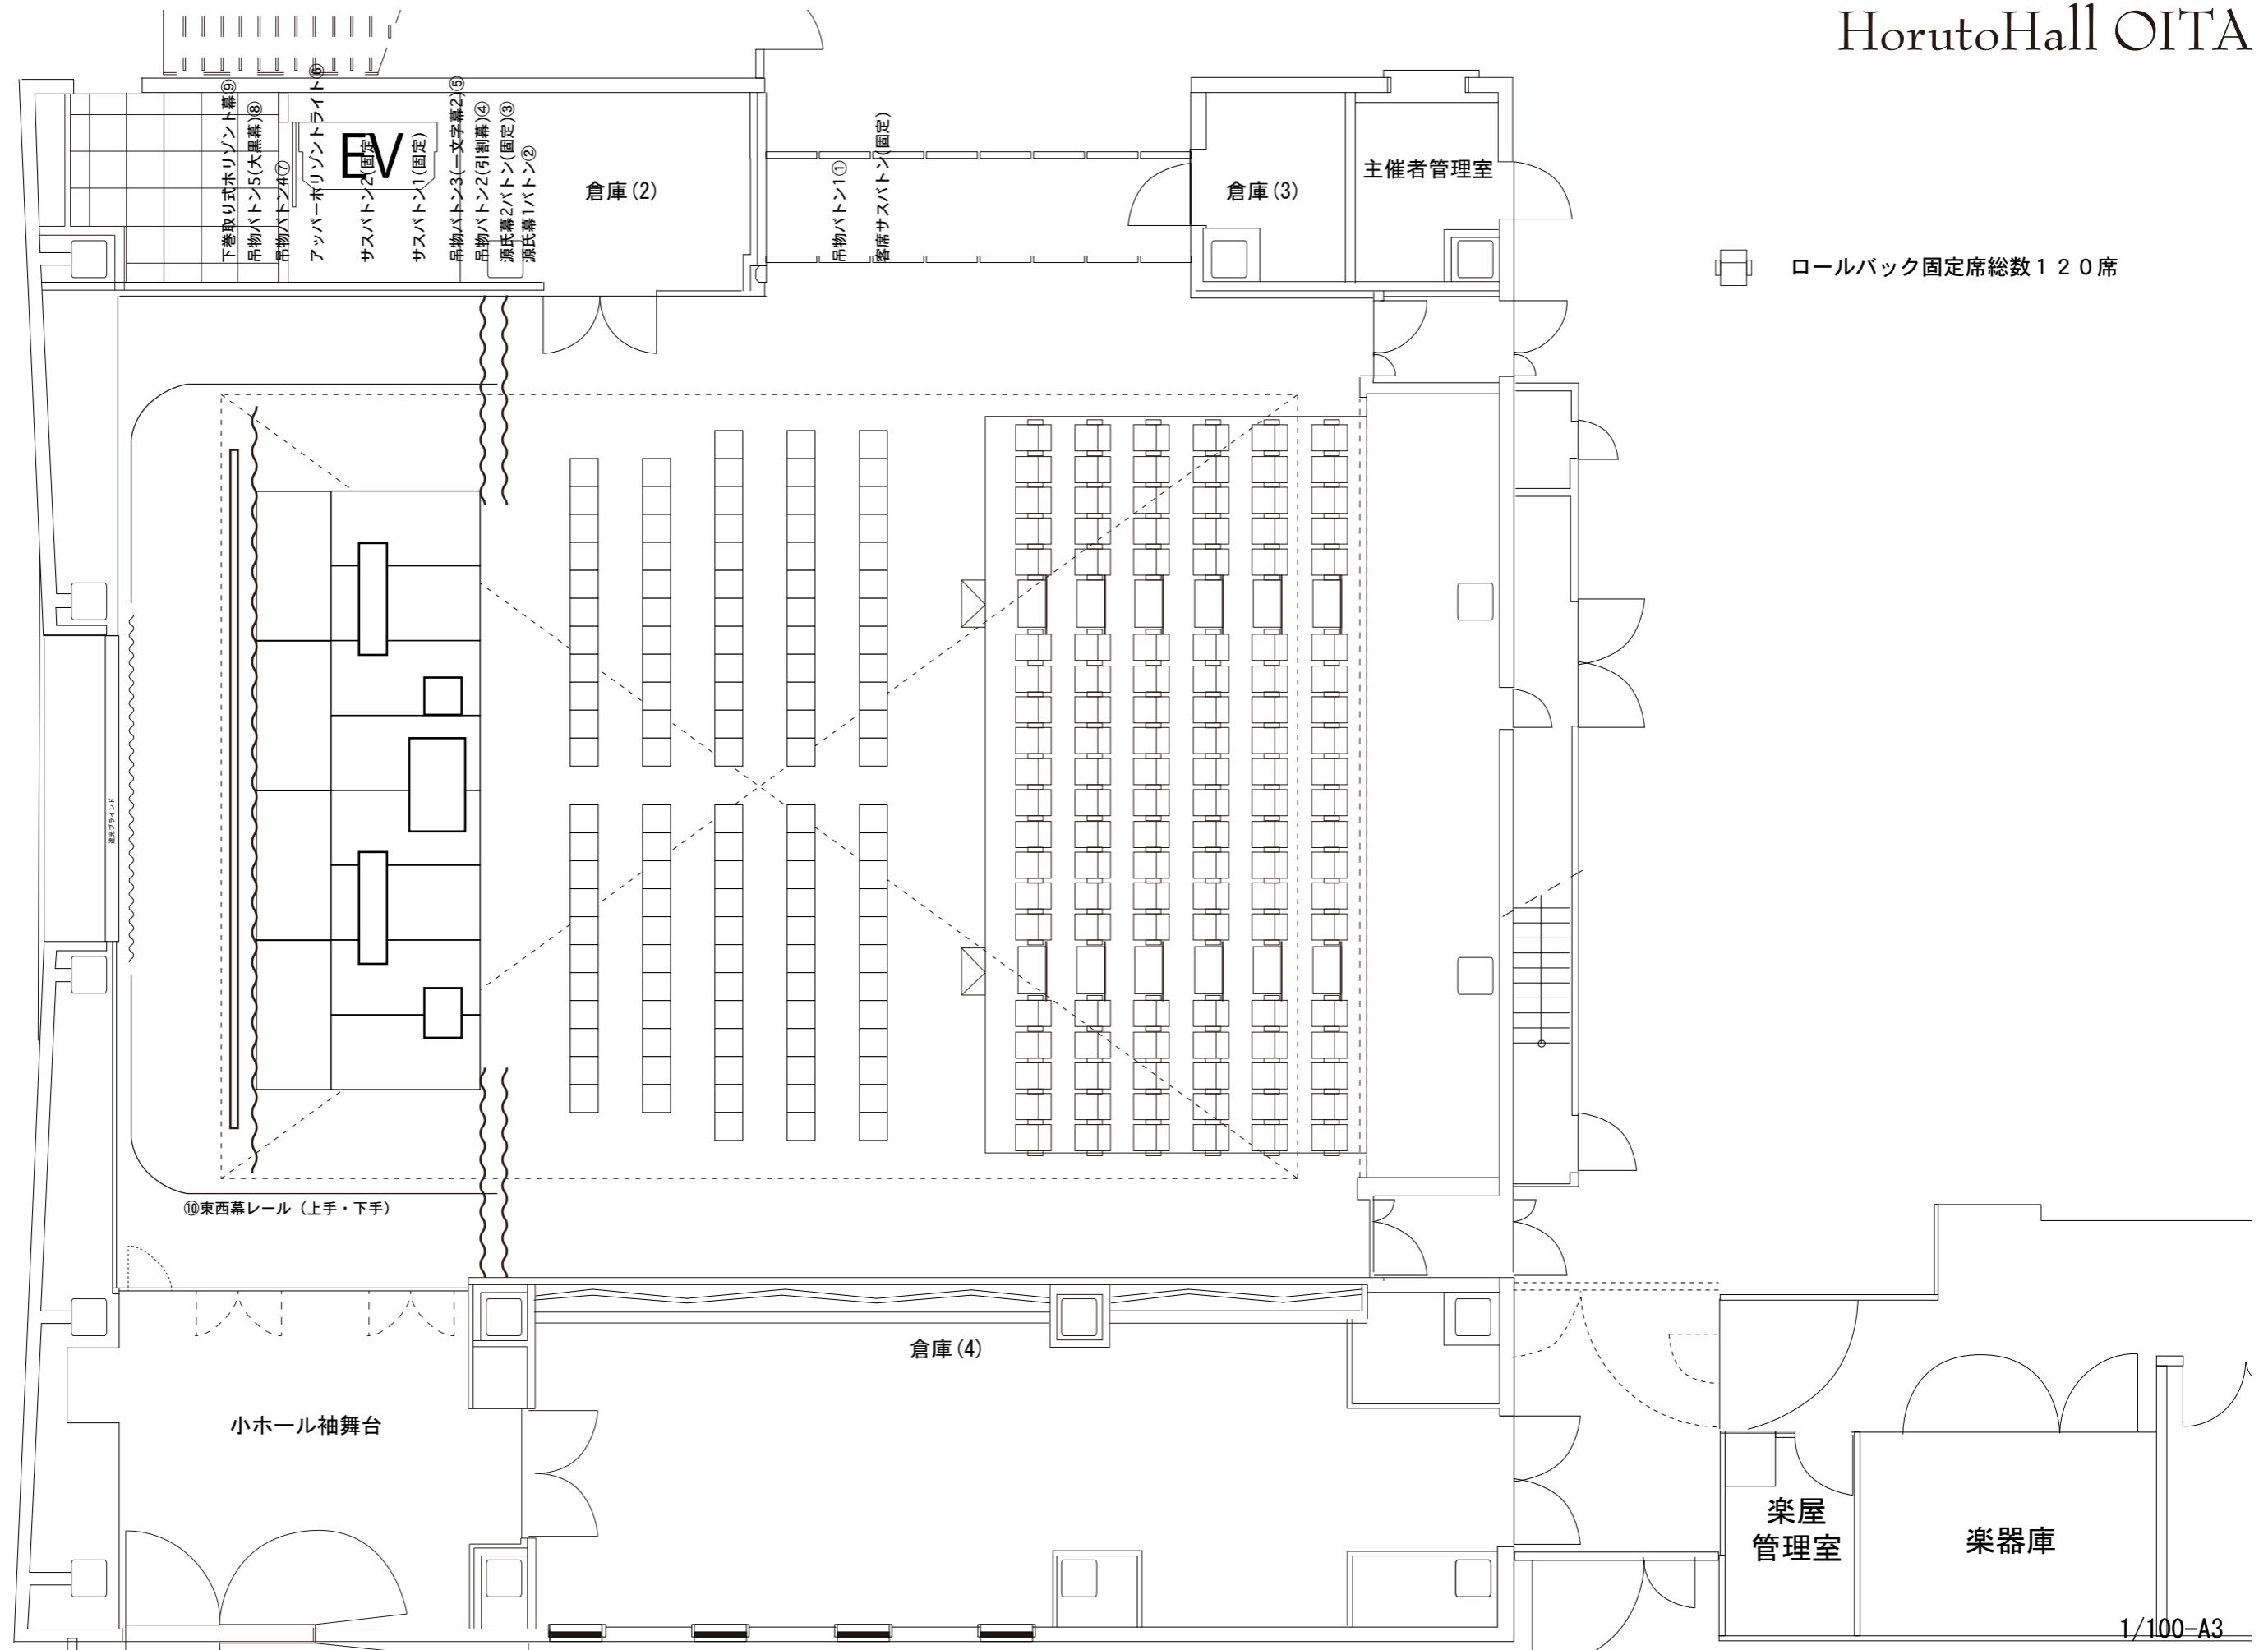 HorutoHall OITA
下巻取り式ホリゾント幕⑨
吊物バトン5(大黒幕)⑧
吊物バトン4⑦
アッパーホリゾントライト⑥
EV
サスバトン2(固定)
サスバトン1(固定)
吊物バトン3(一文字幕2)⑤
吊物バトン2(引割幕)④
源氏幕2バトン(固定)③
源氏幕1バトン②
倉庫(2)
吊物バトン1①
客席サスバトン(固定)
倉庫(3)
主催者管理室
ロールバック固定席総数120席
遮光ブラインド
⑩東西幕レール(上手・下手)
倉庫(4)
小ホール袖舞台
楽屋
管理室
楽器庫
1/100-A3